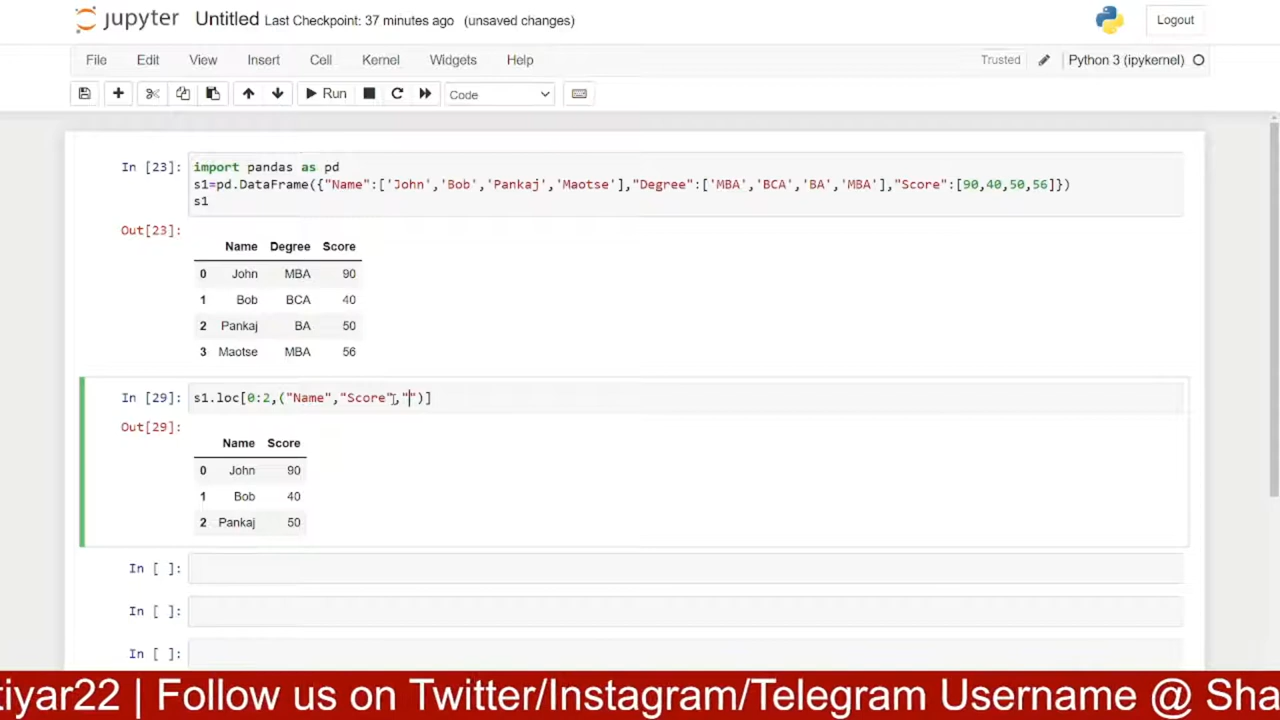 jupyter Untitled Last Checkpoint: 37 minutes ago (unsaved changes) Logout
File Edit View Insert Cell Kernel Widgets Help Trusted Python 3 (ipykernel)
Run Code
In [23]: import pandas as pd
s1=pd.DataFrame({"Name":['John','Bob','Pankaj','Maotse'],"Degree":['MBA','BCA','BA','MBA'],"Score":[90,40,50,56]})
s1
Out[23]:
Name Degree Score
0 John MBA 90
1 Bob BCA 40
2 Pankaj BA 50
3 Maotse MBA 56
In [29]: s1.loc[0:2,("Name","Score","")]
Out[29]:
Name Score
0 John 90
1 Bob 40
2 Pankaj 50
In [ ]:
In [ ]:
In [ ]:
tiyar22 | Follow us on Twitter/Instagram/Telegram Username @ Sha